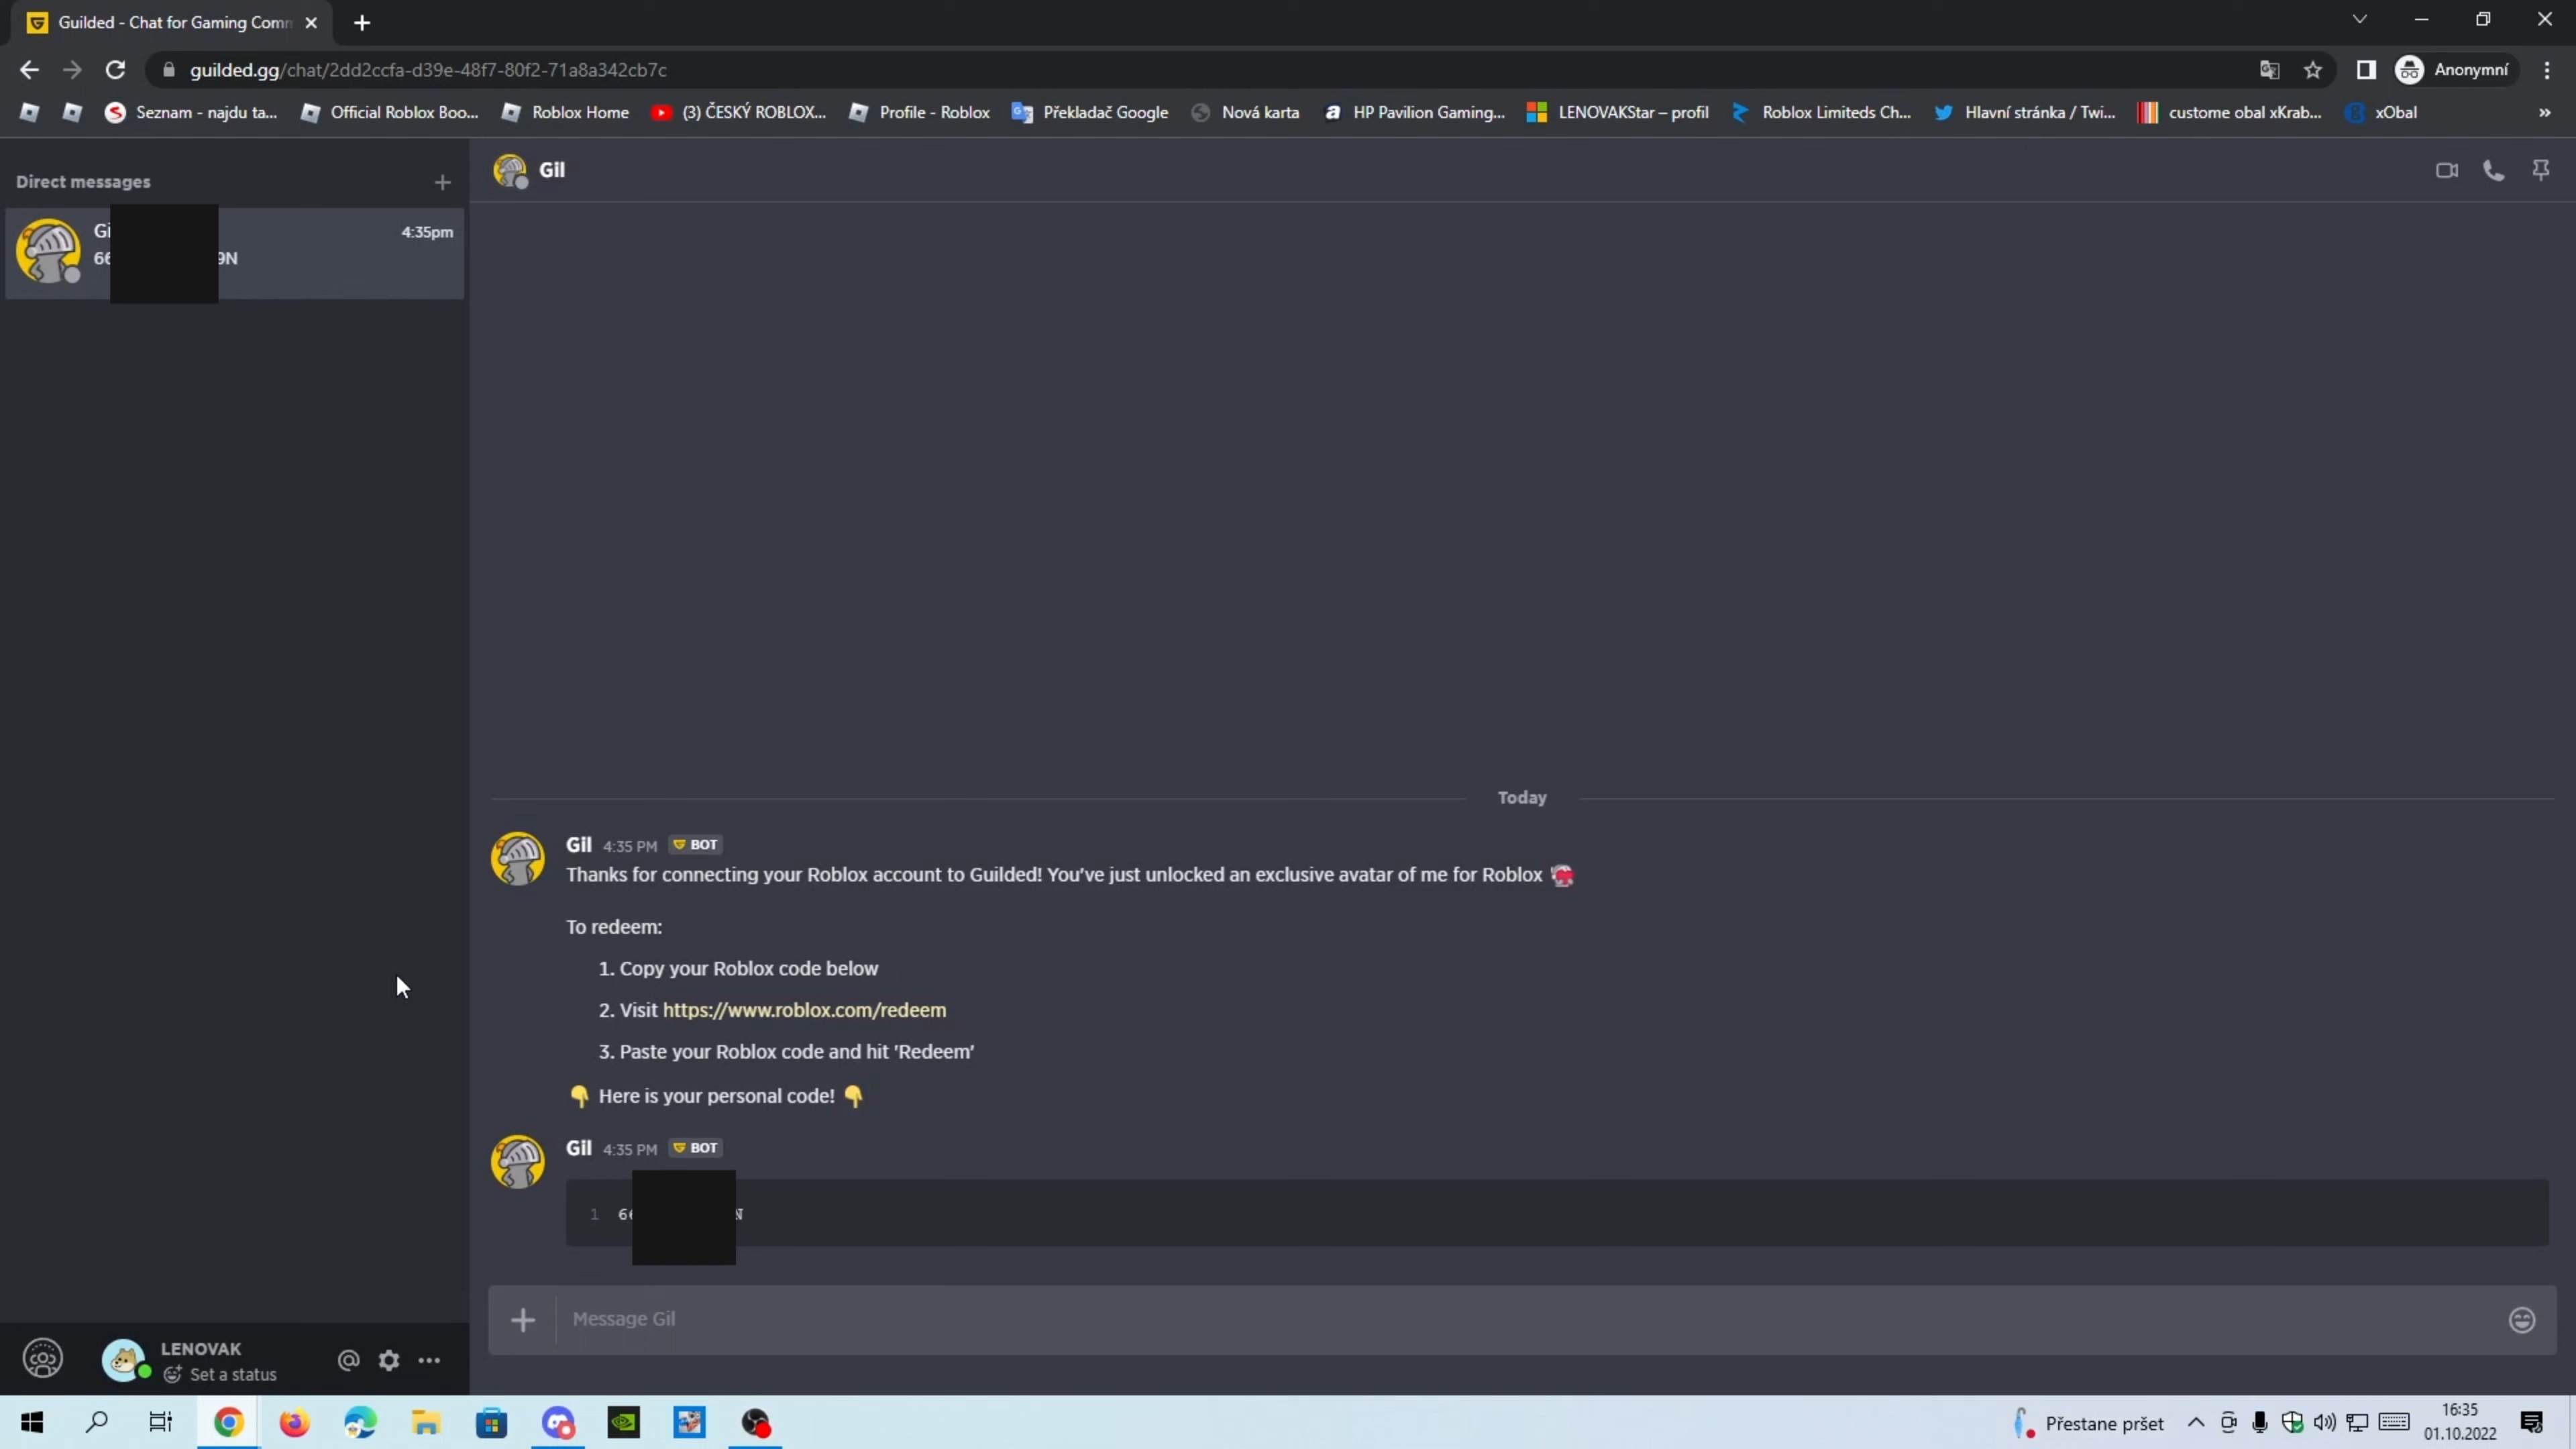 Guilded - Chat for Gaming Comm
guilded.gg/chat/2dd2ccfa-d39e-48f7-80f2-71a8a342cb7c
Anonymní
Seznam - najdu ta...
Official Roblox Boo...
Roblox Home
(3) ČESKÝ ROBLOX...
Profile - Roblox
Překladač Google
Nová karta
HP Pavilion Gaming...
LENOVAKStar – profil
Roblox Limiteds Ch...
Hlavní stránka / Twi...
custome obal xKrab...
xObal
Direct messages
Gi
4:35pm
66
9N
Gil
Today
Gil 4:35 PM BOT
Thanks for connecting your Roblox account to Guilded! You've just unlocked an exclusive avatar of me for Roblox
To redeem:
1. Copy your Roblox code below
2. Visit https://www.roblox.com/redeem
3. Paste your Roblox code and hit 'Redeem'
Here is your personal code!
Gil 4:35 PM BOT
1 66
N
Message Gil
LENOVAK
Set a status
Přestane pršet
16:35
01.10.2022